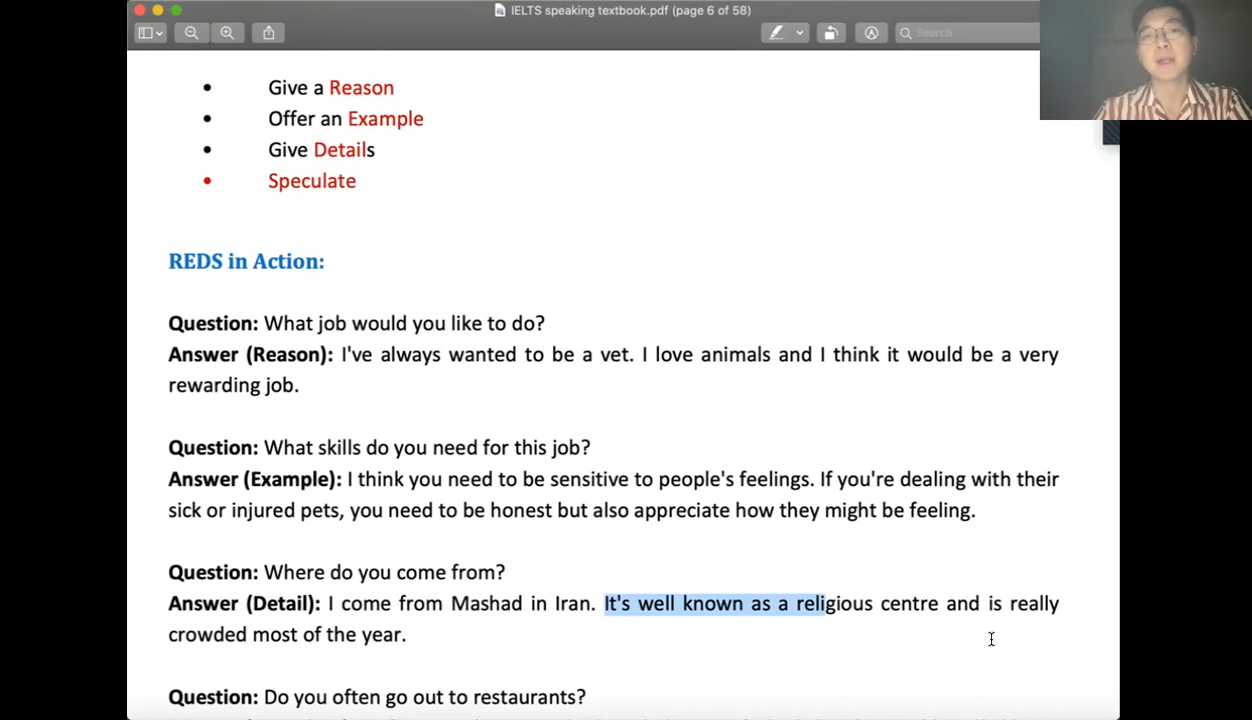 IELTS speaking textbook.pdf (page 6 of 58)
Search
• Give a Reason
• Offer an Example
• Give Details
• Speculate
REDS in Action:
Question: What job would you like to do?
Answer (Reason): I've always wanted to be a vet. I love animals and I think it would be a very
rewarding job.
Question: What skills do you need for this job?
Answer (Example): I think you need to be sensitive to people's feelings. If you're dealing with their
sick or injured pets, you need to be honest but also appreciate how they might be feeling.
Question: Where do you come from?
Answer (Detail): I come from Mashad in Iran. It's well known as a religious centre and is really
crowded most of the year.
Question: Do you often go out to restaurants?